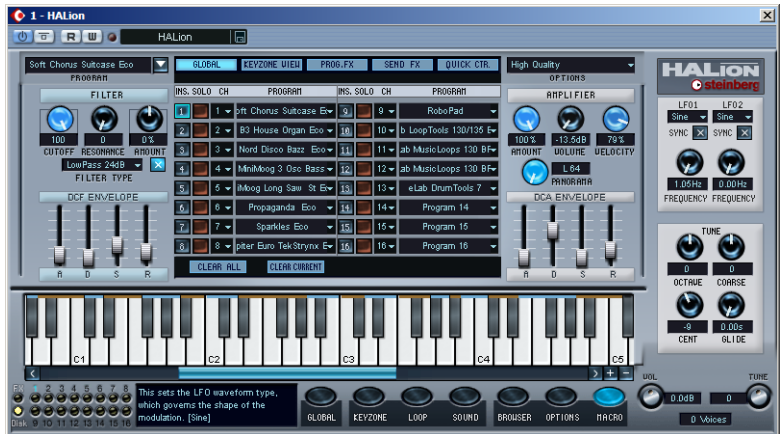 1 - HALion
R W HALion
Soft Chorus Suitcase Eco
PROGRAM
GLOBAL KEYZONE VIEW PROG.FX SEND FX QUICK CTR.
High Quality
OPTIONS
HALion
steinberg
FILTER
100 0 0%
CUTOFF RESONANCE AMOUNT
LowPass 24dB
FILTER TYPE
DCF ENVELOPE
A D S R
INS. SOLO CH PROGRAM INS. SOLO CH PROGRAM
1 1 oft Chorus Suitcase E 9 9 RoboPad
2 2 B3 House Organ Eco 10 10 b LoopTools 130/135 E
3 3 Nord Disco Bazz Eco 11 11 ab MusicLoops 130 BF
4 4 MiniMoog 3 Osc Bass 12 12 ab MusicLoops 130 BF
5 5 iMoog Long Saw St E 13 13 eLab DrumTools 7
6 6 Propaganda Eco 14 14 Program 14
7 7 Sparkles Eco 15 15 Program 15
8 8 piter Euro TekStrynx E 16 16 Program 16
CLEAR ALL CLEAR CURRENT
AMPLIFIER
100% -13.5dB 79%
AMOUNT VOLUME VELOCITY
L64
PANORAMA
DCA ENVELOPE
A D S R
LFO1 LFO2
Sine Sine
SYNC SYNC
1.05Hz 0.00Hz
FREQUENCY FREQUENCY
TUNE
0 0
OCTAVE COARSE
-9 0.00s
CENT GLIDE
C1 C2 C3 C4 C5
FX 1 2 3 4 5 6 7 8
Disk 9 10 11 12 13 14 15 16
This sets the LFO waveform type,
which governs the shape of the
modulation. [Sine]
GLOBAL KEYZONE LOOP SOUND BROWSER OPTIONS MACRO
VOL TUNE
0.0dB 0
0 Voices